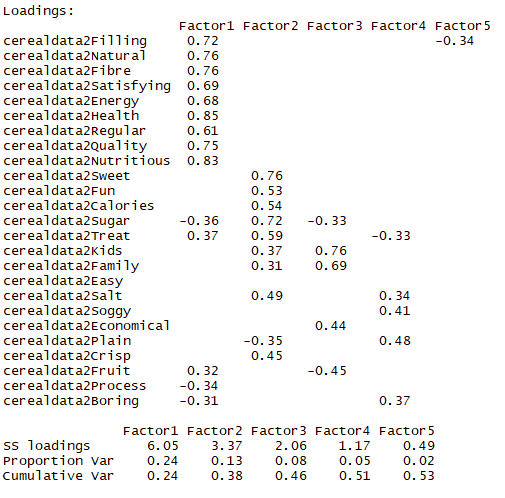 Loadings:
                      Factor1 Factor2 Factor3 Factor4 Factor5
cerealdata2Filling     0.72                           -0.34
cerealdata2Natural     0.76
cerealdata2Fibre       0.76
cerealdata2Satisfying  0.69
cerealdata2Energy      0.68
cerealdata2Health      0.85
cerealdata2Regular     0.61
cerealdata2Quality     0.75
cerealdata2Nutritious  0.83
cerealdata2Sweet               0.76
cerealdata2Fun                 0.53
cerealdata2Calories            0.54
cerealdata2Sugar      -0.36    0.72   -0.33
cerealdata2Treat       0.37    0.59           -0.33
cerealdata2Kids                0.37    0.76
cerealdata2Family              0.31    0.69
cerealdata2Easy
cerealdata2Salt                0.49            0.34
cerealdata2Soggy                               0.41
cerealdata2Economical                  0.44
cerealdata2Plain              -0.35            0.48
cerealdata2Crisp               0.45
cerealdata2Fruit       0.32           -0.45
cerealdata2Process    -0.34
cerealdata2Boring     -0.31                    0.37
               Factor1 Factor2 Factor3 Factor4 Factor5
SS loadings       6.05    3.37    2.06    1.17    0.49
Proportion Var    0.24    0.13    0.08    0.05    0.02
Cumulative Var    0.24    0.38    0.46    0.51    0.53